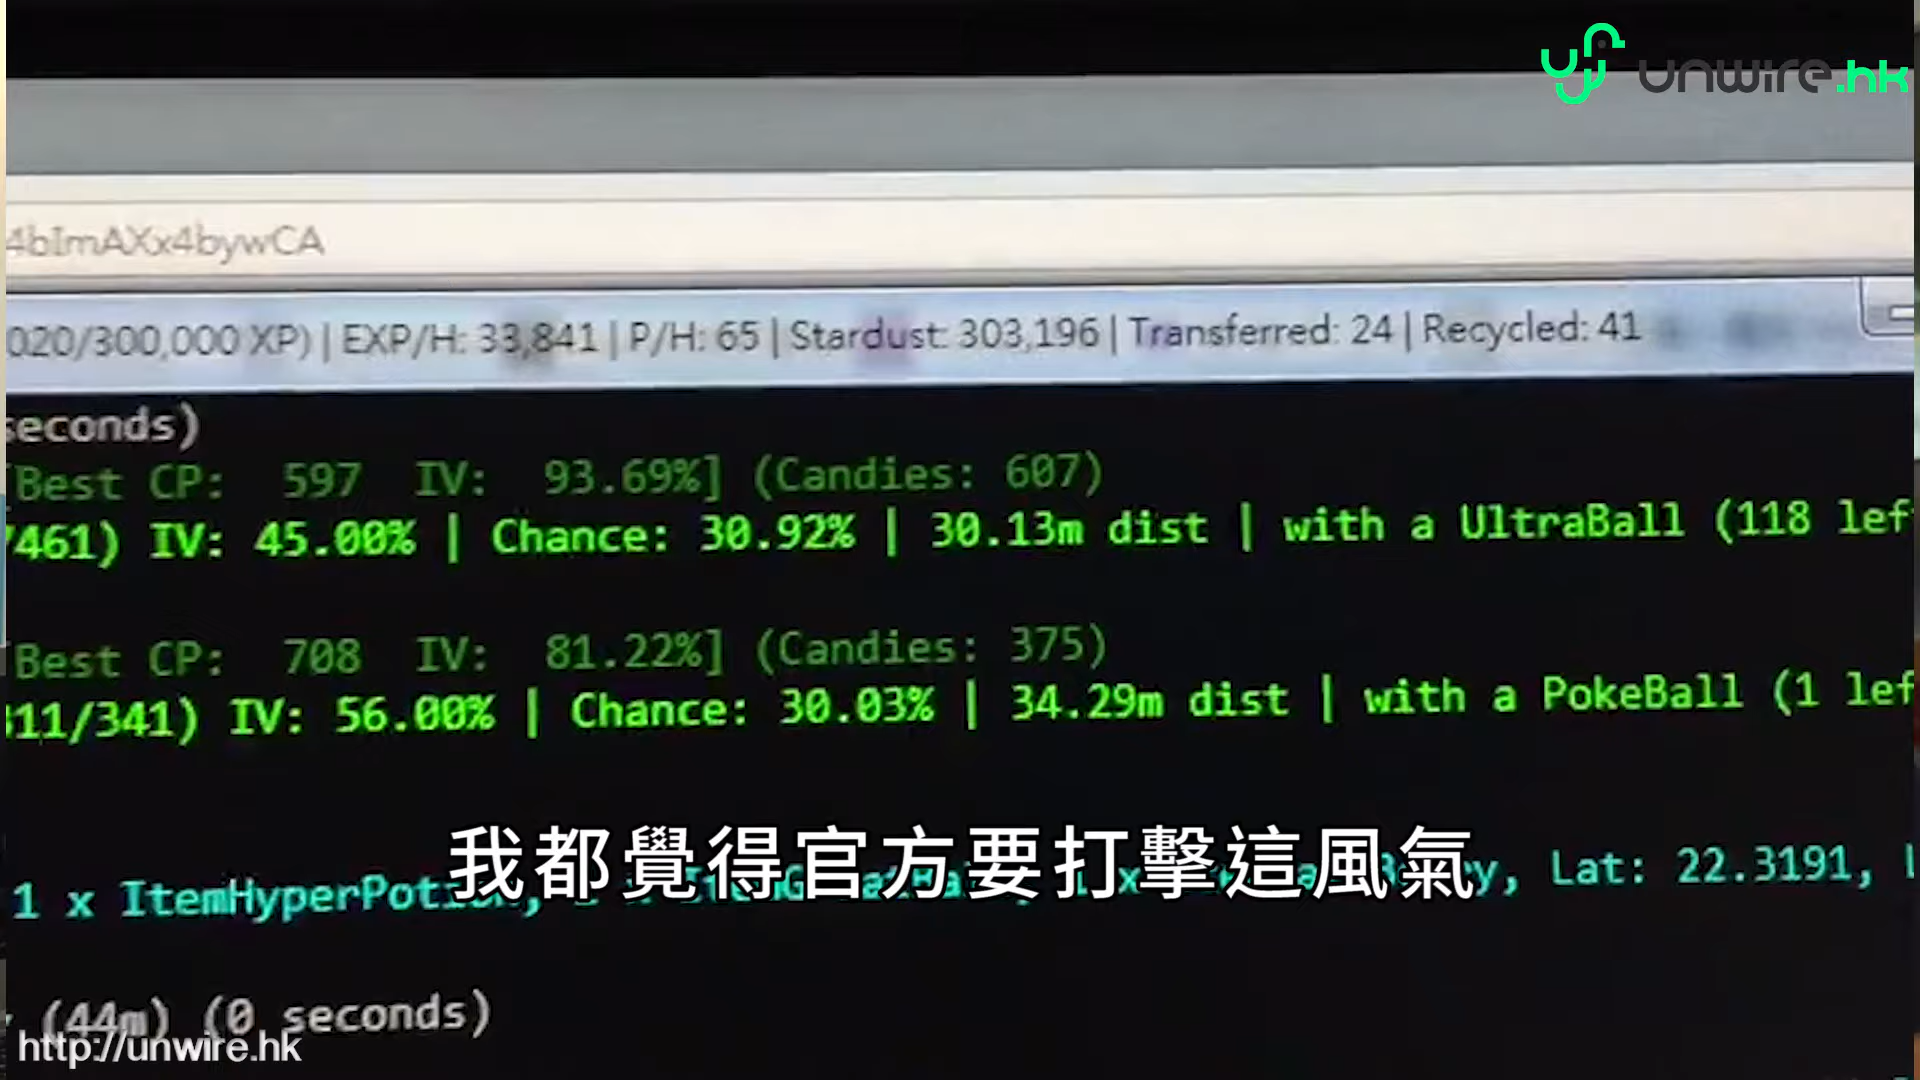 unwire.hk
4bImAXx4bywCA
020/300,000 XP) | EXP/H: 33,841 | P/H: 65 | Stardust: 303,196 | Transferred: 24 | Recycled: 41
seconds)
[Best CP: 597 IV: 93.69%] (Candies: 607)
461) IV: 45.00% | Chance: 30.92% | 30.13m dist | with a UltraBall (118 lef
[Best CP: 708 IV: 81.22%] (Candies: 375)
11/341) IV: 56.00% | Chance: 30.03% | 34.29m dist | with a PokeBall (1 lef
1 x ItemHyperPoti , Lat: 22.3191,
我都覺得官方要打擊這風氣
(44m) (0 seconds)
http://unwire.hk